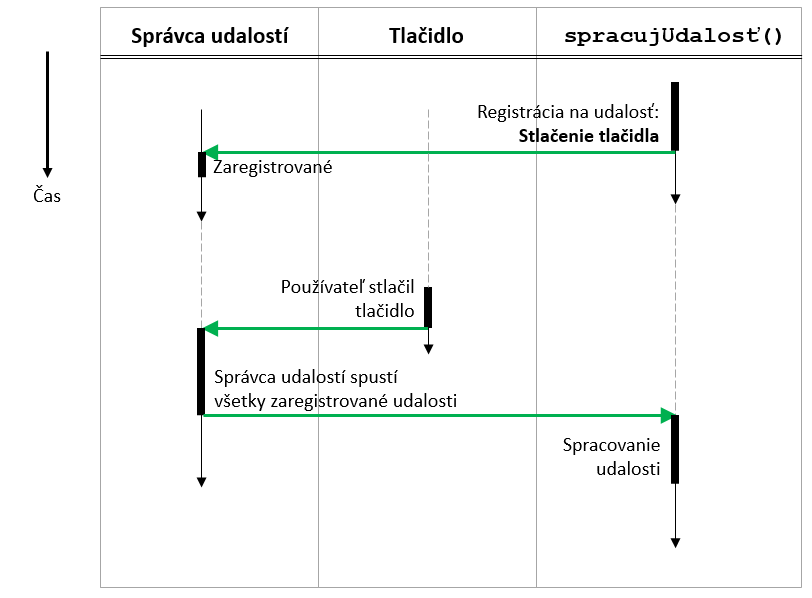 Správca udalostí
Tlačidlo
spracujUdalosť()
Registrácia na udalosť:
Stlačenie tlačidla
Zaregistrované
Čas
Používateľ stlačil
tlačidlo
Správca udalostí spustí
všetky zaregistrované udalosti
Spracovanie
udalosti